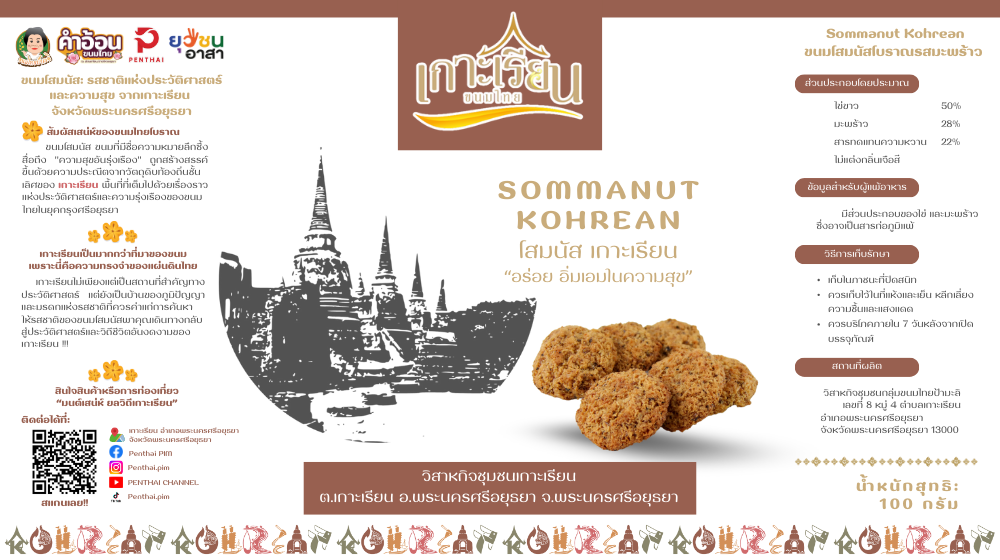 คำอ้อน
ขนมไทย
PENTHAI
ยุวชน
อาสา
ขนมโสมนัส: รสชาติแห่งประวัติศาสตร์
และความสุข จากเกาะเรียน
จังหวัดพระนครศรีอยุธยา
สัมผัสเสน่ห์ของขนมไทยโบราณ
ขนมโสมนัส ขนมที่มีชื่อความหมายลึกซึ้ง
สื่อถึง "ความสุขอันรุ่งเรือง" ถูกสร้างสรรค์
ขึ้นด้วยความประณีตจากวัตถุดิบท้องถิ่นชั้น
เลิศของ เกาะเรียน พื้นที่ที่เต็มไปด้วยเรื่องราว
แห่งประวัติศาสตร์และความรุ่งเรืองของขนม
ไทยในยุคกรุงศรีอยุธยา
เกาะเรียนเป็นมากกว่าที่มาของขนม
เพราะนี่คือความทรงจำของแผ่นดินไทย
เกาะเรียนไม่เพียงแต่เป็นสถานที่สำคัญทาง
ประวัติศาสตร์ แต่ยังเป็นบ้านของภูมิปัญญา
และมรดกแห่งรสชาติที่ควรค่าแก่การค้นหา
ให้รสชาติของขนมโสมนัสพาคุณเดินทางกลับ
สู่ประวัติศาสตร์และวิถีชีวิตอันงดงามของ
เกาะเรียน !!!
สนใจสินค้าหรือการท่องเที่ยว
"มนต์เสน่ห์ ยลวิถีเกาะเรียน"
ติดต่อได้ที่:
เกาะเรียน อำเภอพระนครศรีอยุธยา
จังหวัดพระนครศรีอยุธยา
Penthai PIM
Penthai.pim
PENTHAI CHANNEL
Penthai.pim
สแกนเลย!!
เกาะเรียน
ขนมไทย
SOMMANUT
KOHREAN
โสมนัส เกาะเรียน
"อร่อย อิ่มเอมในความสุข"
วิสาหกิจชุมชนเกาะเรียน
ต.เกาะเรียน อ.พระนครศรีอยุธยา จ.พระนครศรีอยุธยา
Sommanut Kohrean
ขนมโสมนัสโบราณรสมะพร้าว
ส่วนประกอบโดยประมาณ
ไข่ขาว 50%
มะพร้าว 28%
สารทดแทนความหวาน 22%
ไม่แต่งกลิ่นเจือสี
ข้อมูลสำหรับผู้แพ้อาหาร
มีส่วนประกอบของไข่ และมะพร้าว
ซึ่งอาจเป็นสารก่อภูมิแพ้
วิธีการเก็บรักษา
• เก็บในภาชนะที่ปิดสนิท
• ควรเก็บไว้ในที่แห้งและเย็น หลีกเลี่ยง
ความชื้นและแสงแดด
• ควรบริโภคภายใน 7 วันหลังจากเปิด
บรรจุภัณฑ์
สถานที่ผลิต
วิสาหกิจชุมชนกลุ่มขนมไทยป้ามะลิ
เลขที่ 8 หมู่ 4 ตำบลเกาะเรียน
อำเภอพระนครศรีอยุธยา
จังหวัดพระนครศรีอยุธยา 13000
น้ำหนักสุทธิ:
100 กรัม
KOHREAN KOHREAN KOHREAN KOHREAN KOHREAN KOHREAN